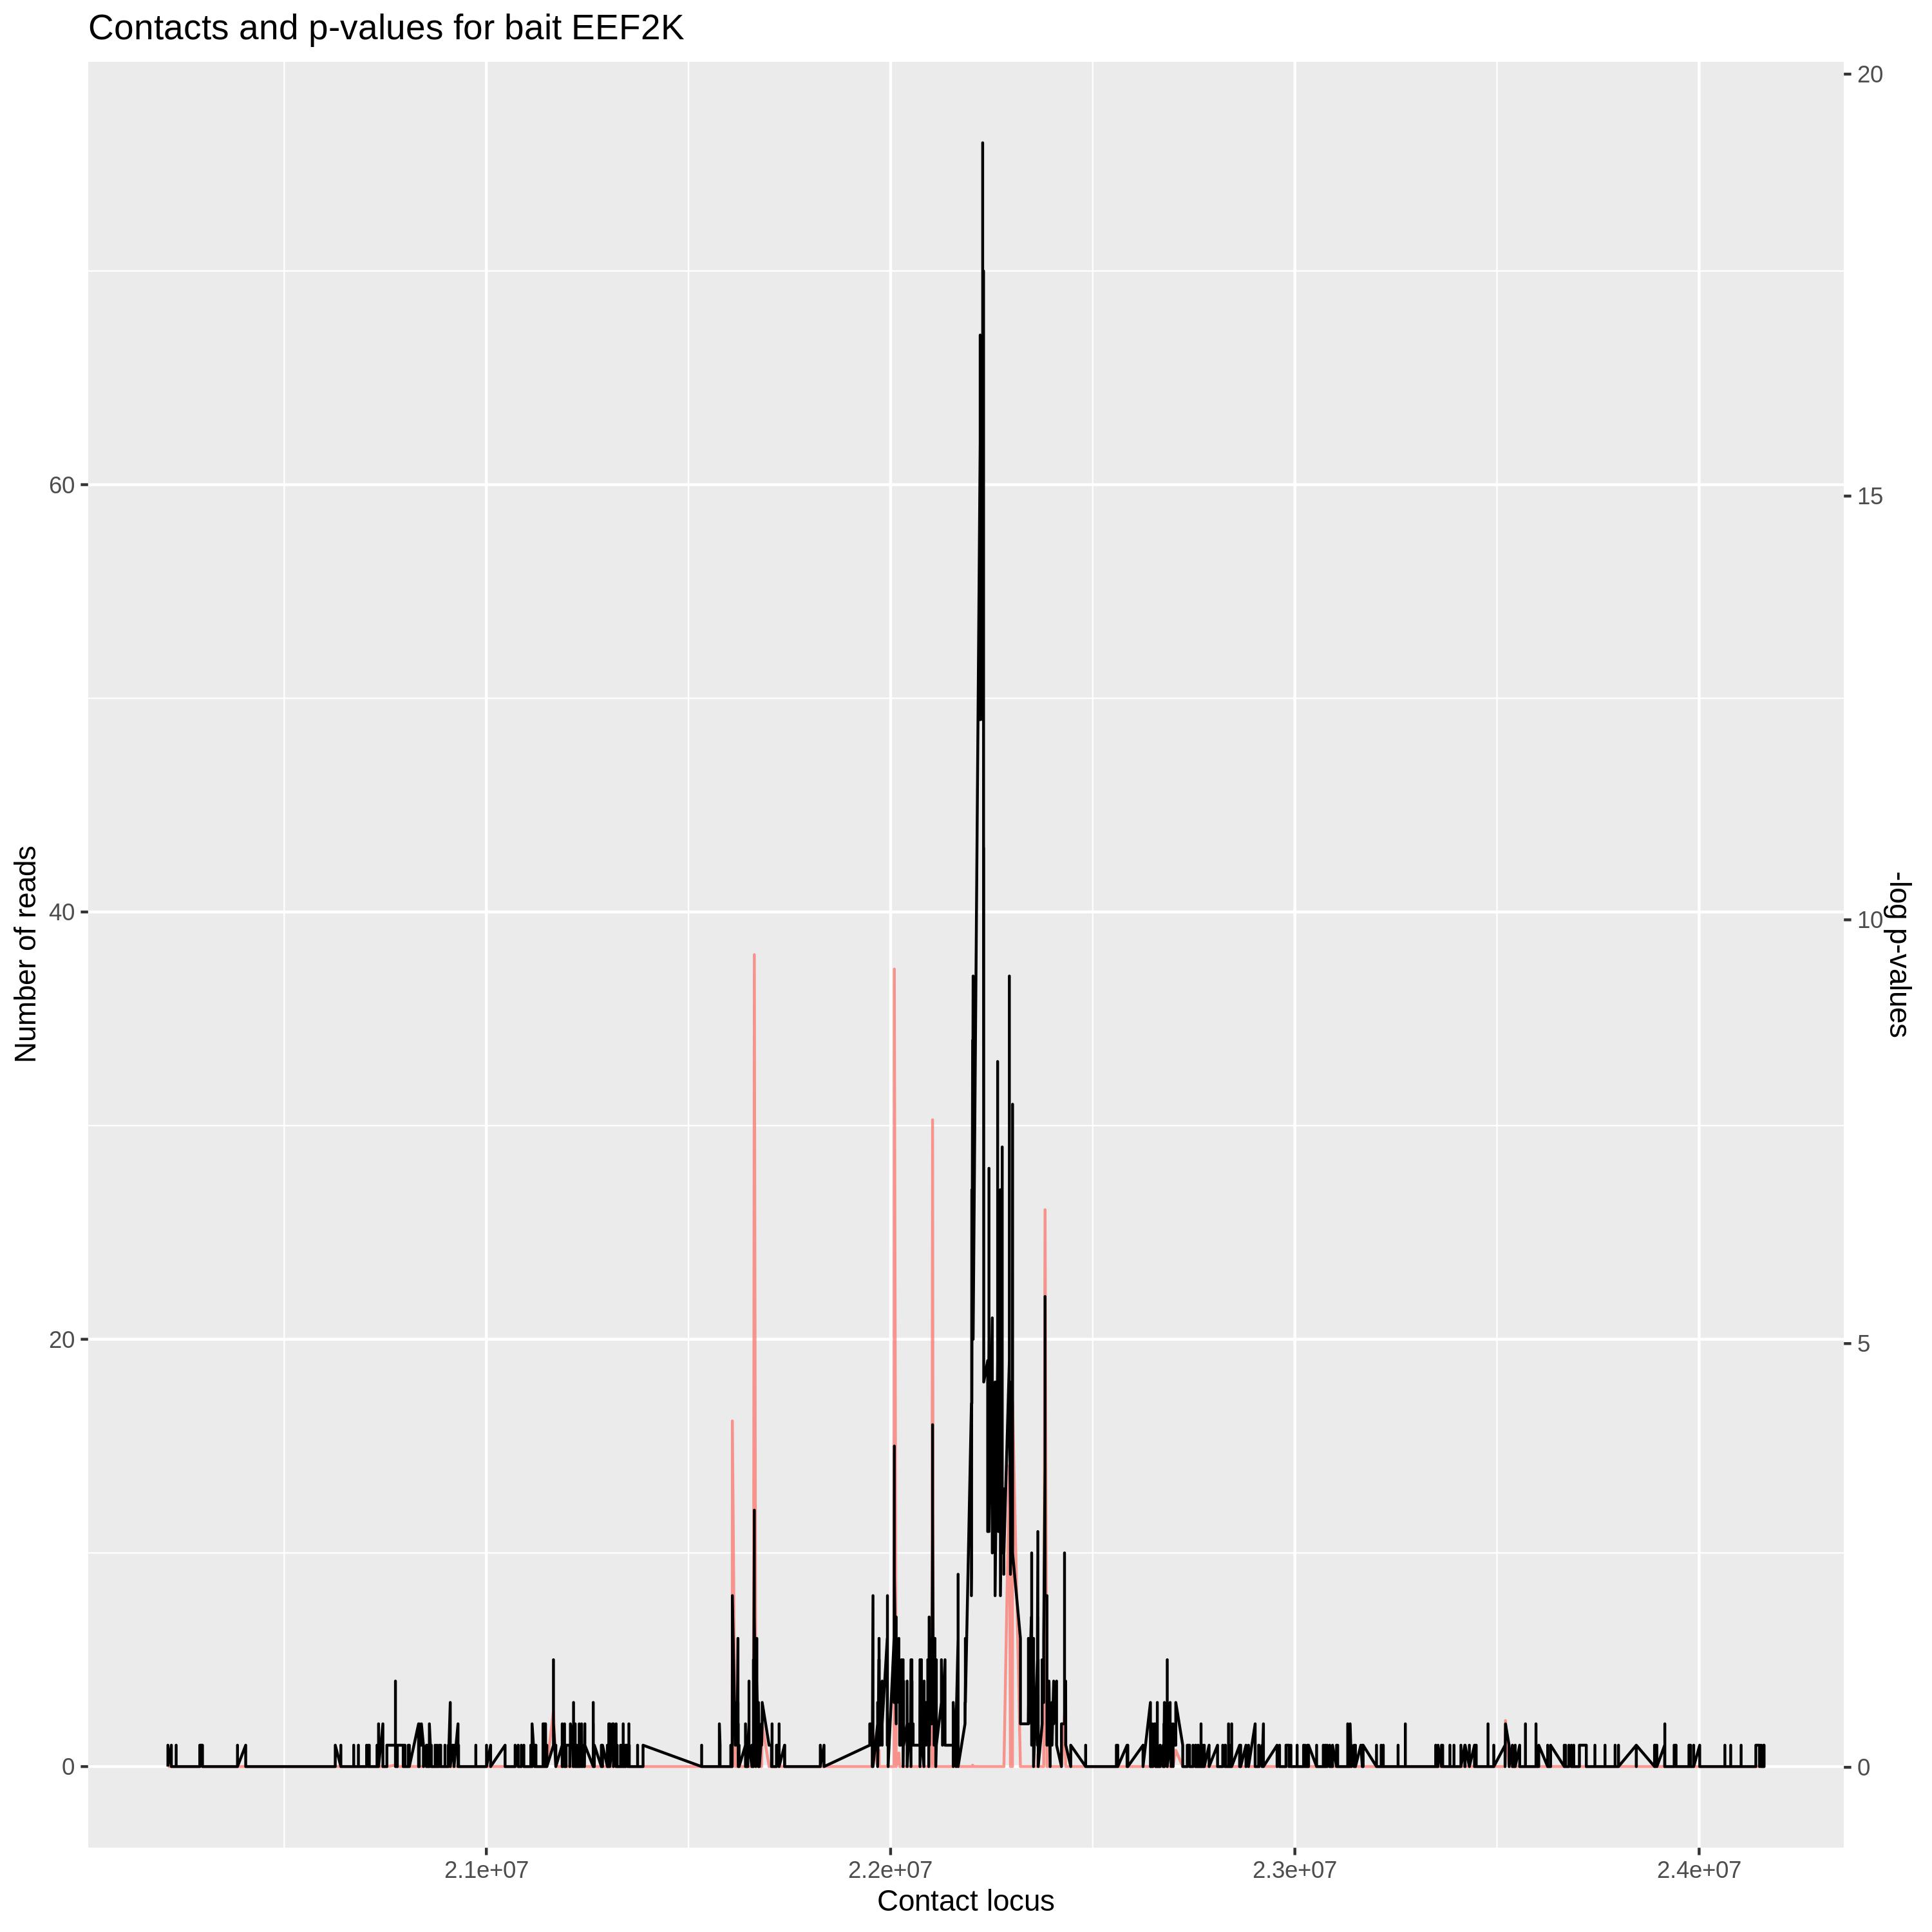 Contacts and p-values for bait EEF2K
Number of reads
60
40
20
0
20
15
10
5
0
-log p-values
2.1e+07
2.2e+07
2.3e+07
2.4e+07
Contact locus